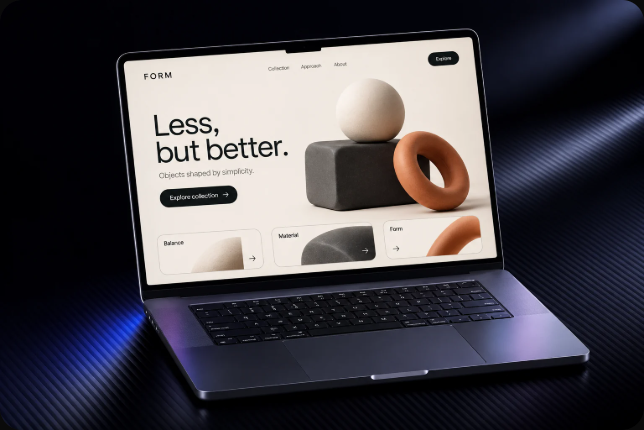 FORM
Collection Approach About
Explore
Less,
but better.
Objects shaped by simplicity.
Explore collection →
Balance
→
Material
→
Form
→